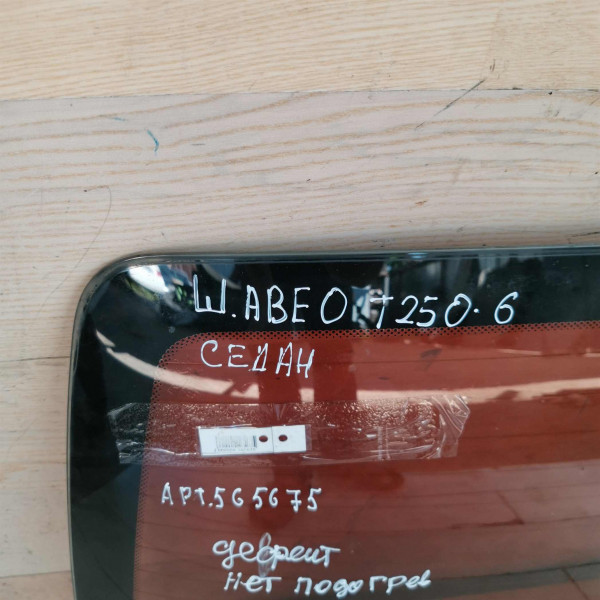 Ш.АВЕО Т250.6
СЕДАН
АРТ.565675
дефект
нет подогрев